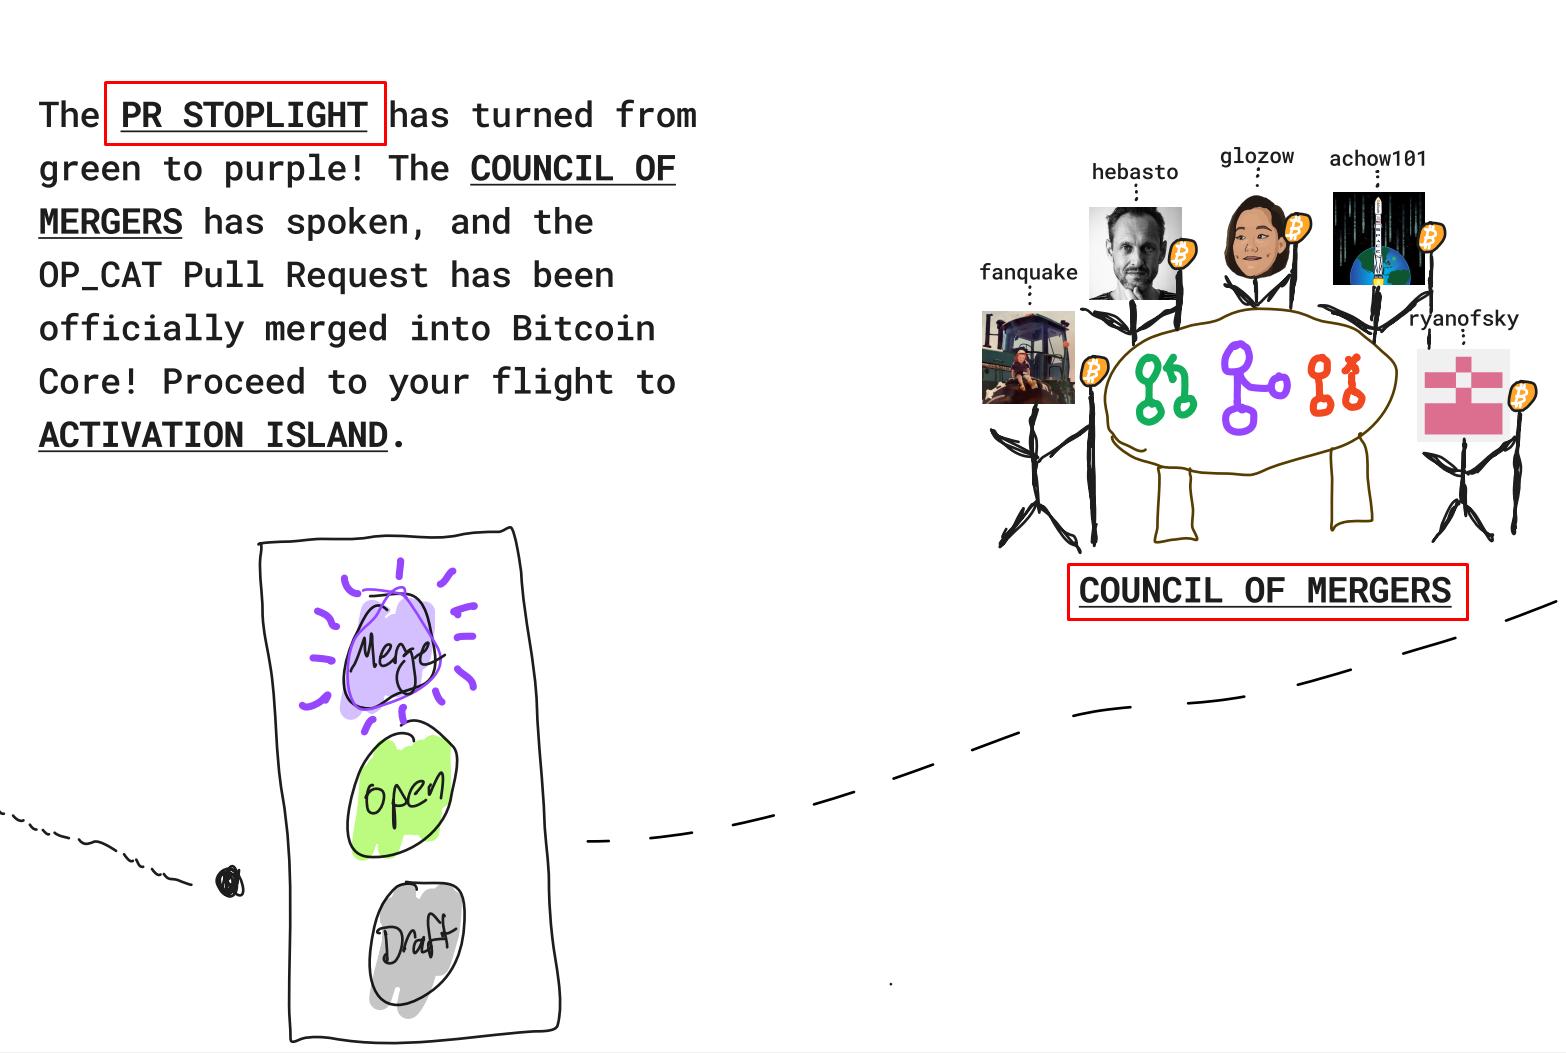 The PR STOPLIGHT has turned from
green to purple! The COUNCIL OF
MERGERS has spoken, and the
OP_CAT Pull Request has been
officially merged into Bitcoin
Core! Proceed to your flight to
ACTIVATION ISLAND.
glozow
achow101
hebasto
fanquake
ryanofsky
COUNCIL OF MERGERS
Merge
Open
Draft